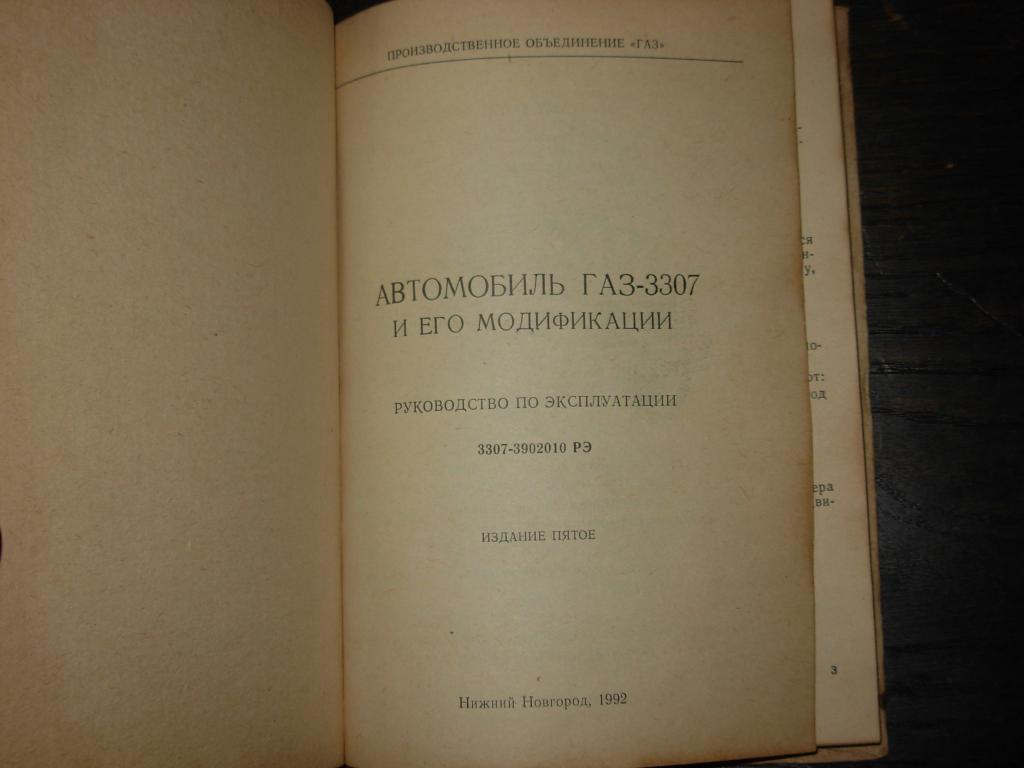 ПРОИЗВОДСТВЕННОЕ ОБЪЕДИНЕНИЕ «ГАЗ»
АВТОМОБИЛЬ ГАЗ-3307
И ЕГО МОДИФИКАЦИИ
РУКОВОДСТВО ПО ЭКСПЛУАТАЦИИ
3307-3902010 РЭ
ИЗДАНИЕ ПЯТОЕ
Нижний Новгород, 1992
3